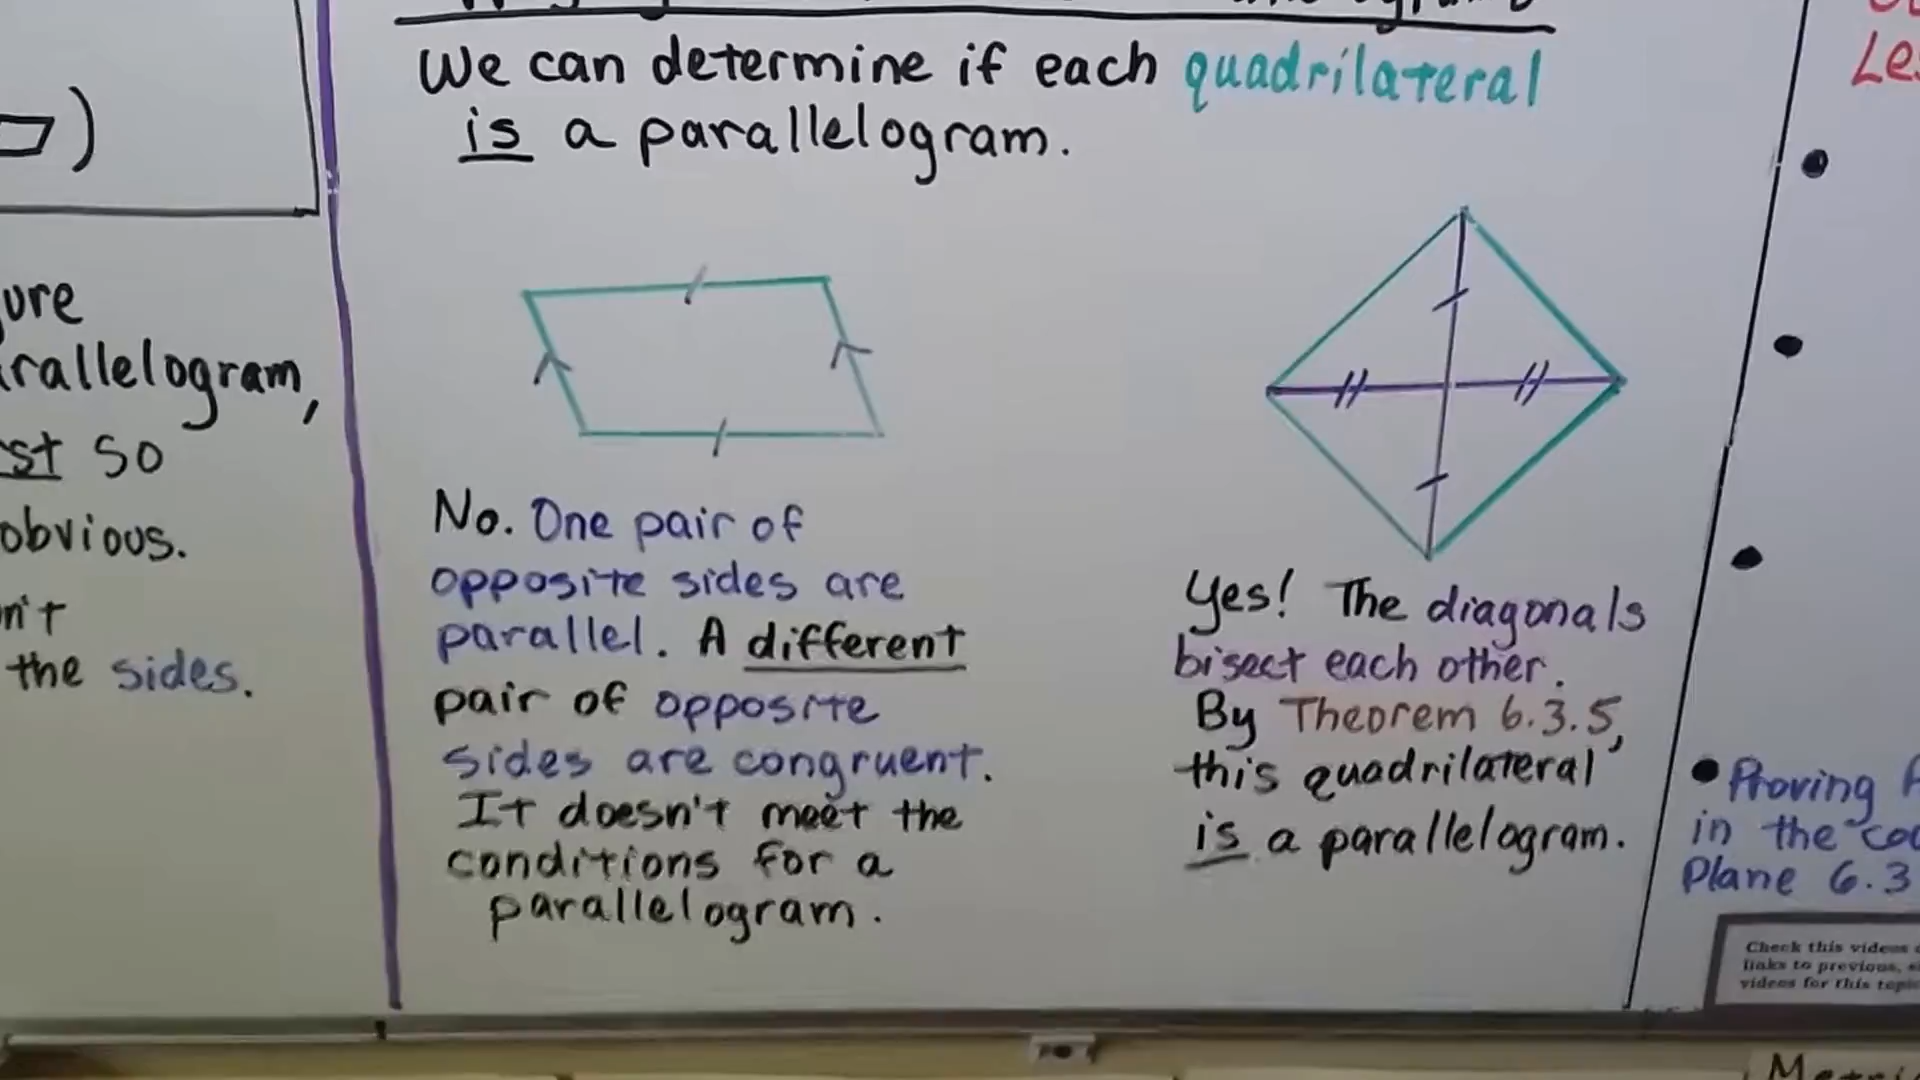 We can determine if each quadrilateral
is a parallelogram.
rallelogram,
st so
obvious.
n't
the sides.
No. One pair of
opposite sides are
parallel. A different
pair of opposite
sides are congruent.
It doesn't meet the
conditions for a
parallelogram.
Yes! The diagonals
bisect each other.
By Theorem 6.3.5,
this quadrilateral
is a parallelogram.
Proving
in the
Plane 6.3
Check this videos
links to previous,
videos for this topic